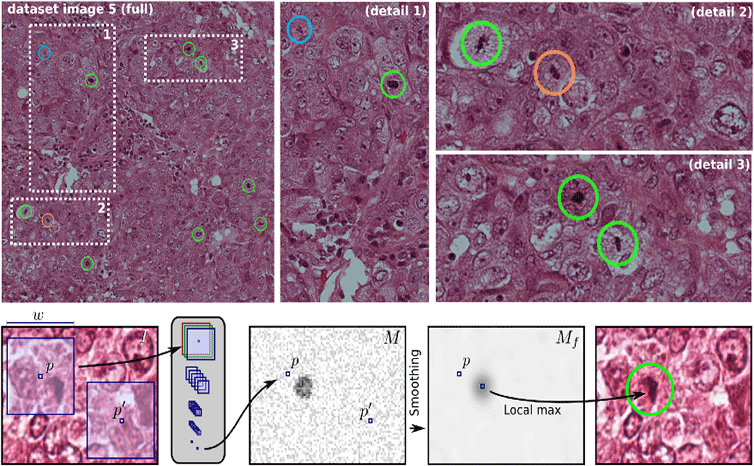 dataset image 5 (full)
1
3
2
(detail 1)
(detail 2)
(detail 3)
w
I
p
p'
M
p
p'
Smoothing
M_f
p
Local max